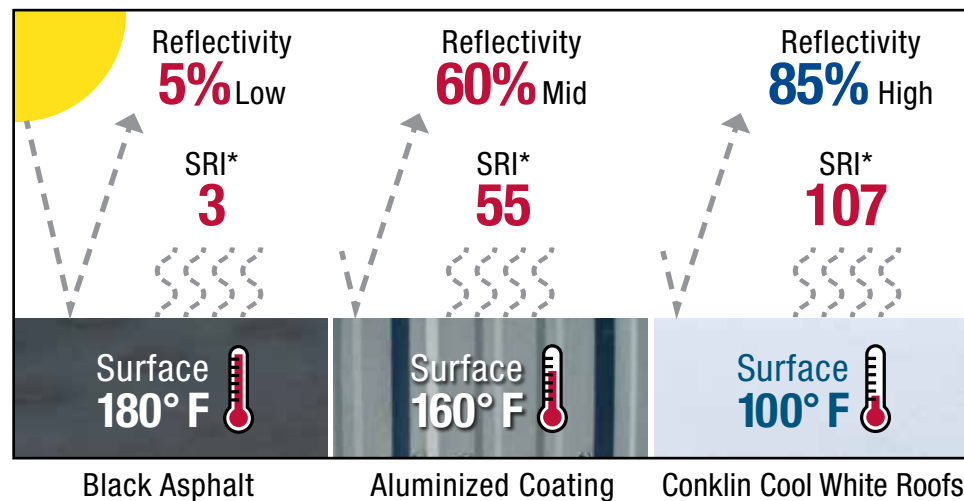 Reflectivity
5% Low
SRI*
3
Surface
180° F
Black Asphalt
Reflectivity
60% Mid
SRI*
55
Surface
160° F
Aluminized Coating
Reflectivity
85% High
SRI*
107
Surface
100° F
Conklin Cool White Roofs